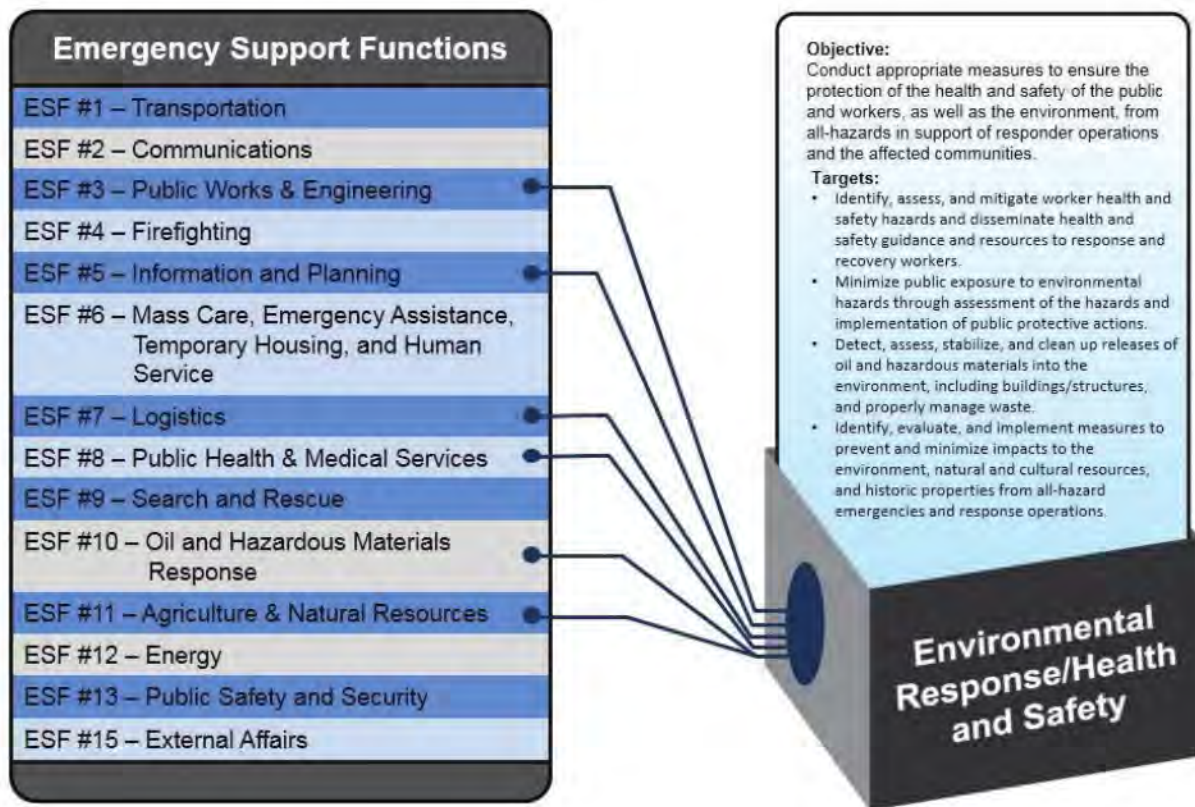 Emergency Support Functions
ESF #1 – Transportation
ESF #2 – Communications
ESF #3 – Public Works & Engineering
ESF #4 – Firefighting
ESF #5 – Information and Planning
ESF #6 – Mass Care, Emergency Assistance,
Temporary Housing, and Human
Service
ESF #7 – Logistics
ESF #8 – Public Health & Medical Services
ESF #9 – Search and Rescue
ESF #10 – Oil and Hazardous Materials
Response
ESF #11 – Agriculture & Natural Resources
ESF #12 – Energy
ESF #13 – Public Safety and Security
ESF #15 – External Affairs
Objective:
Conduct appropriate measures to ensure the
protection of the health and safety of the public
and workers, as well as the environment, from
all-hazards in support of responder operations
and the affected communities.
Targets:
• Identify, assess, and mitigate worker health and
safety hazards and disseminate health and
safety guidance and resources to response and
recovery workers.
• Minimize public exposure to environmental
hazards through assessment of the hazards and
implementation of public protective actions.
• Detect, assess, stabilize, and clean up releases of
oil and hazardous materials into the
environment, including buildings/structures,
and properly manage waste.
• Identify, evaluate, and implement measures to
prevent and minimize impacts to the
environment, natural and cultural resources,
and historic properties from all-hazard
emergencies and response operations.
Environmental
Response/Health
and Safety